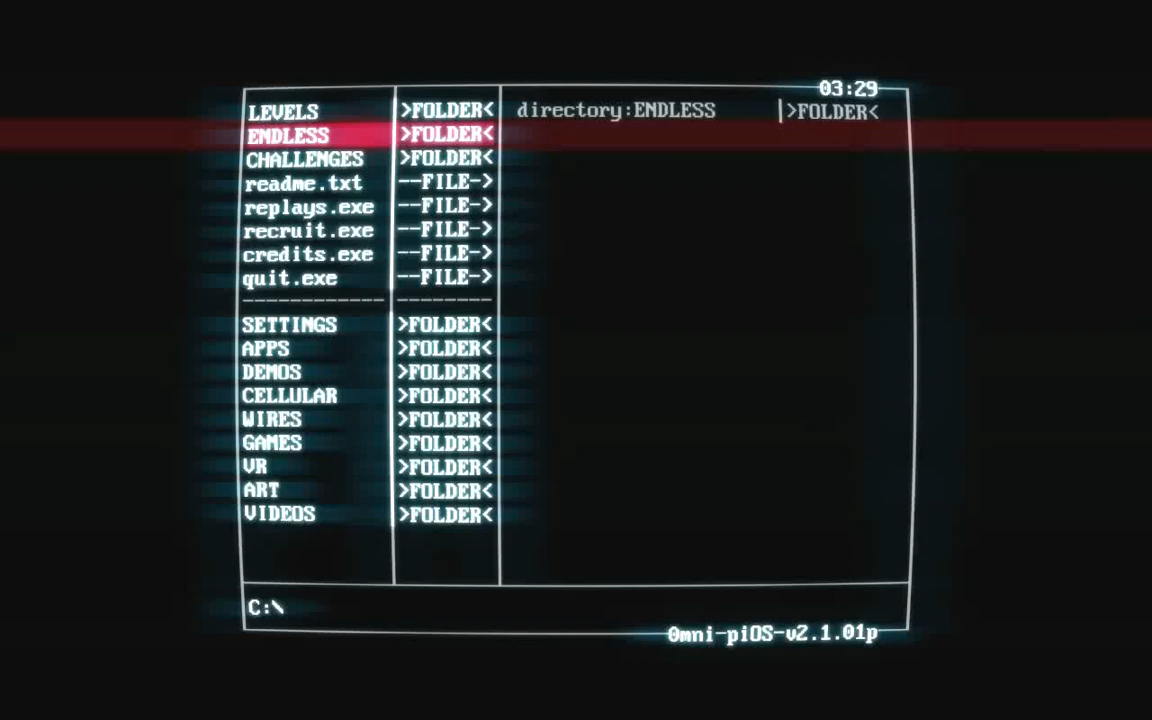 03:29
LEVELS >FOLDER< directory:ENDLESS |>FOLDER<
ENDLESS >FOLDER<
CHALLENGES >FOLDER<
readme.txt --FILE->
replays.exe --FILE->
recruit.exe --FILE->
credits.exe --FILE->
quit.exe --FILE->
------------ --------
SETTINGS >FOLDER<
APPS >FOLDER<
DEMOS >FOLDER<
CELLULAR >FOLDER<
WIRES >FOLDER<
GAMES >FOLDER<
VR >FOLDER<
ART >FOLDER<
VIDEOS >FOLDER<
C:\
0mni-piOS-v2.1.01p